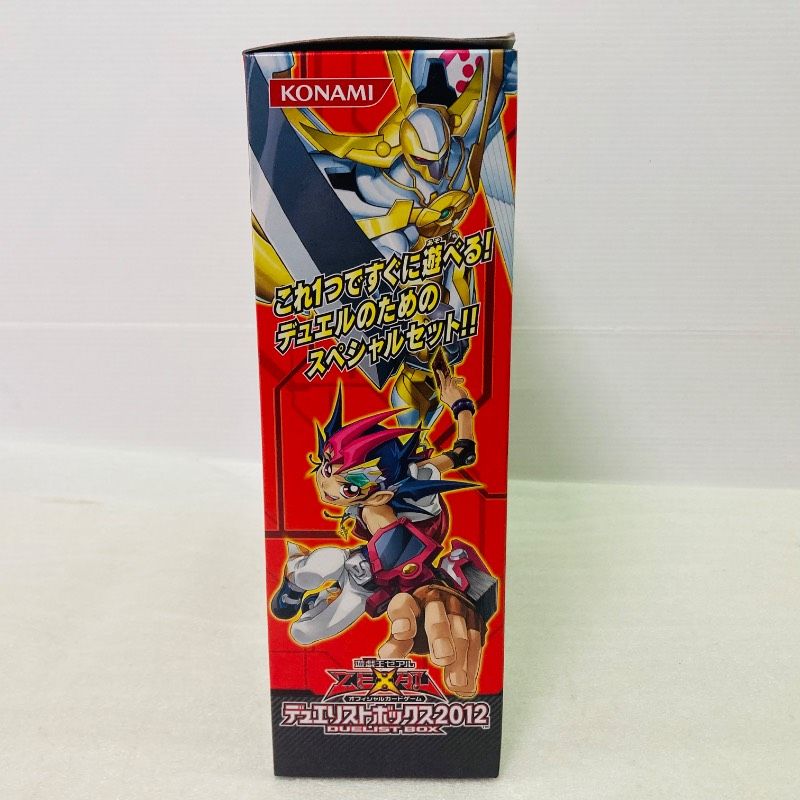 KONAMI
これ1つですぐに遊べる!
デュエルのための
スペシャルセット!!
遊戯王ゼアル
ZEXAL
オフィシャルカードゲーム
デュエリストボックス2012
DUELIST BOX